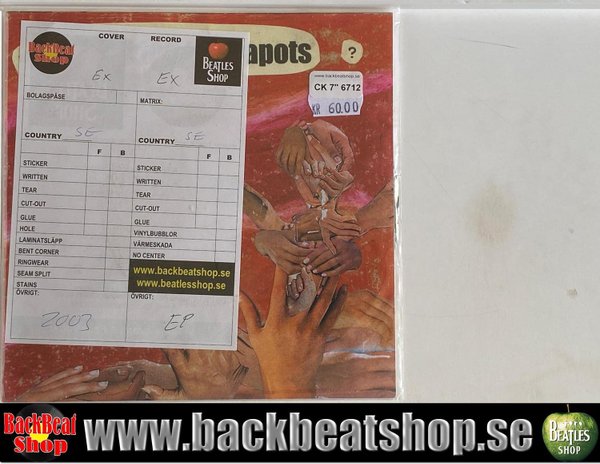 apots ?
BackBeat
Shop
COVER RECORD
BEATLES
SHOP
EX EX
BOLAGSPÅSE MATRIX:
COUNTRY SE COUNTRY SE
F B F B
STICKER STICKER
WRITTEN WRITTEN
TEAR TEAR
CUT-OUT CUT-OUT
GLUE GLUE
HOLE VINYLBUBBLOR
LAMINATSLÄPP VÄRMESKADA
BENT CORNER NO CENTER
RINGWEAR
SEAM SPLIT
STAINS
www.backbeatshop.se
www.beatlesshop.se
ÖVRIGT: ÖVRIGT:
2003 EP
www.backbeatshop.se
CK 7" 6712
KR 60.00
BackBeat
Shop
www.backbeatshop.se
BEATLES
SHOP